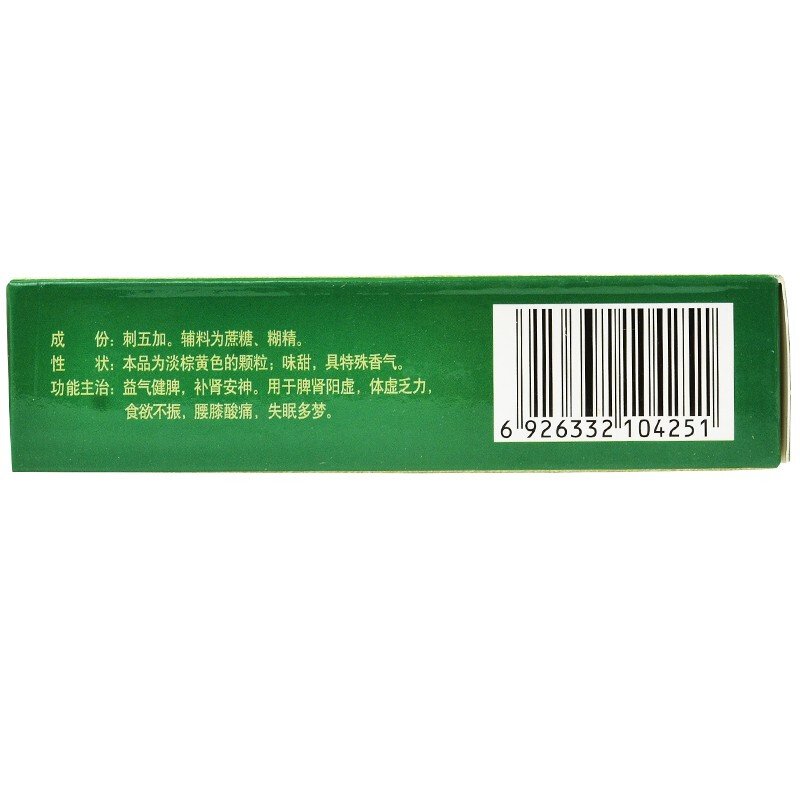 成　　份：刺五加。辅料为蔗糖、糊精。
性　　状：本品为淡棕黄色的颗粒；味甜，具特殊香气。
功能主治：益气健脾，补肾安神。用于脾肾阳虚，体虚乏力，
食欲不振，腰膝酸痛，失眠多梦。
6 926332 104251